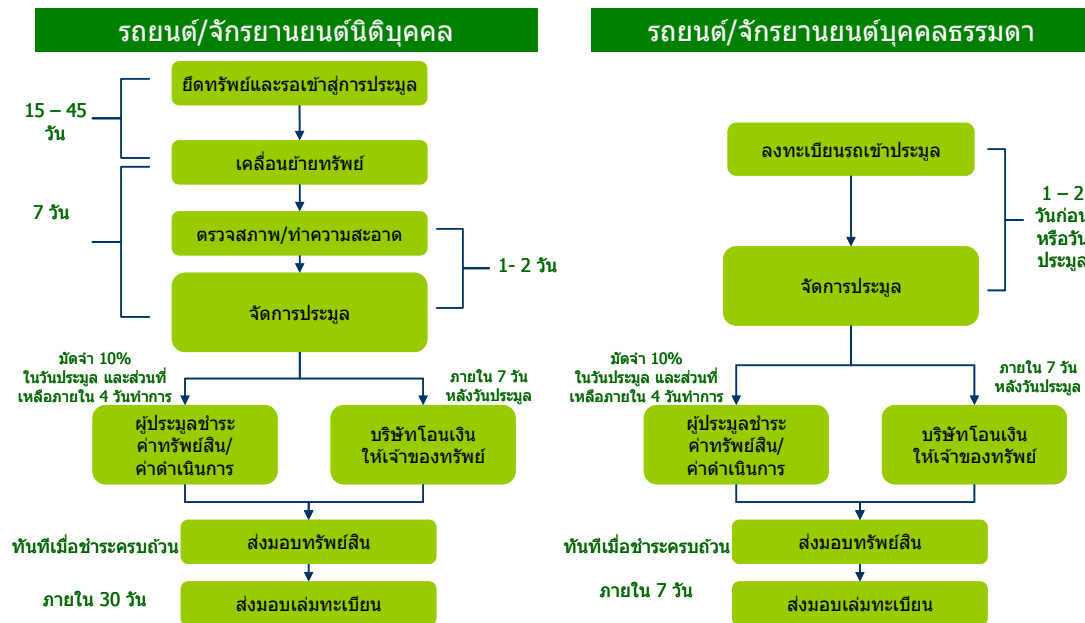 รถยนต์/จักรยานยนต์นิติบุคคล
ยึดทรัพย์และรอเข้าสู่การประมูล
15 – 45
วัน
เคลื่อนย้ายทรัพย์
7 วัน
ตรวจสภาพ/ทำความสะอาด
1- 2 วัน
จัดการประมูล
มัดจำ 10%
ในวันประมูล และส่วนที่
เหลือภายใน 4 วันทำการ
ภายใน 7 วัน
หลังวันประมูล
ผู้ประมูลชำระ
ค่าทรัพย์สิน/
ค่าดำเนินการ
บริษัทโอนเงิน
ให้เจ้าของทรัพย์
ทันทีเมื่อชำระครบถ้วน
ส่งมอบทรัพย์สิน
ภายใน 30 วัน
ส่งมอบเล่มทะเบียน
รถยนต์/จักรยานยนต์บุคคลธรรมดา
ลงทะเบียนรถเข้าประมูล
1 – 2
วันก่อน
หรือวัน
ประมูล
จัดการประมูล
มัดจำ 10%
ในวันประมูล และส่วนที่
เหลือภายใน 4 วันทำการ
ภายใน 7 วัน
หลังวันประมูล
ผู้ประมูลชำระ
ค่าทรัพย์สิน/
ค่าดำเนินการ
บริษัทโอนเงิน
ให้เจ้าของทรัพย์
ทันทีเมื่อชำระครบถ้วน
ส่งมอบทรัพย์สิน
ภายใน 7 วัน
ส่งมอบเล่มทะเบียน